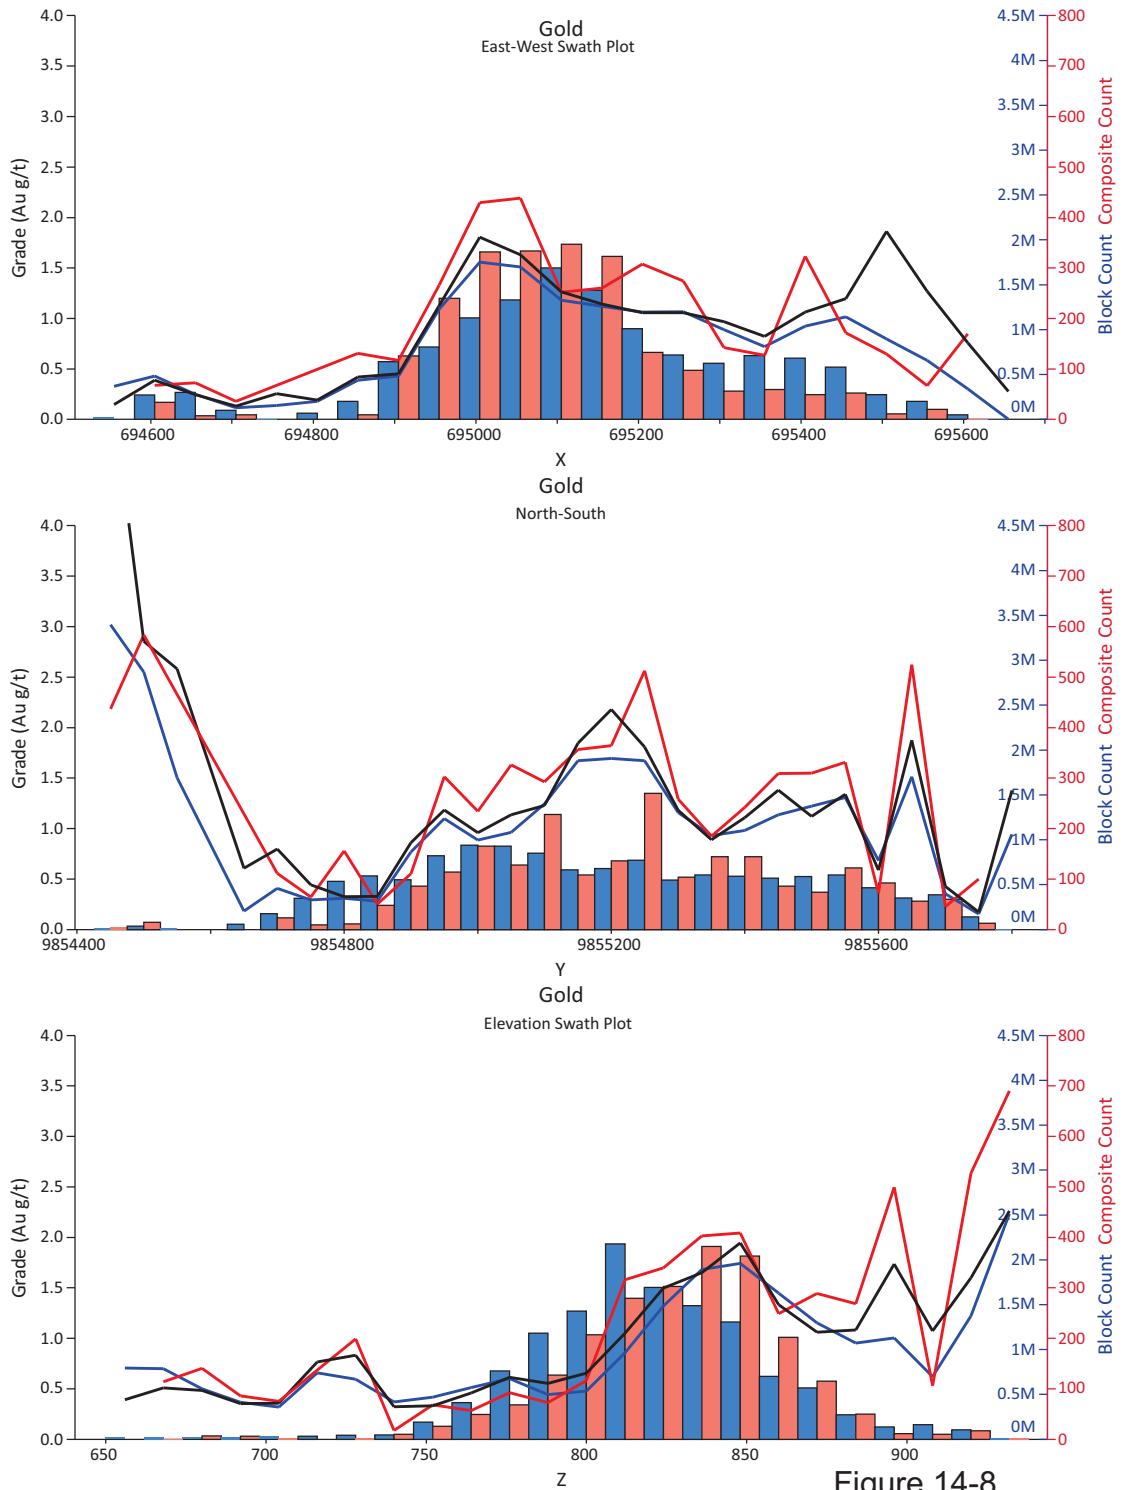 Gold
East-West Swath Plot
4.0
3.5
3.0
2.5
2.0
1.5
1.0
0.5
0.0
Grade (Au g/t)
694600 694800 695000 695200 695400 695600
X
4.5M
4M
3.5M
3M
2.5M
2M
1.5M
1M
0.5M
0M
Block Count
800
700
600
500
400
300
200
100
0
Composite Count
Gold
North-South
4.0
3.5
3.0
2.5
2.0
1.5
1.0
0.5
0.0
Grade (Au g/t)
9854400 9854800 9855200 9855600
Y
4.5M
4M
3.5M
3M
2.5M
2M
1.5M
1M
0.5M
0M
Block Count
800
700
600
500
400
300
200
100
0
Composite Count
Gold
Elevation Swath Plot
4.0
3.5
3.0
2.5
2.0
1.5
1.0
0.5
0.0
Grade (Au g/t)
650 700 750 800 850 900
Z
4.5M
4M
3.5M
3M
2.5M
2M
1.5M
1M
0.5M
0M
Block Count
800
700
600
500
400
300
200
100
0
Composite Count
Figure 14-8